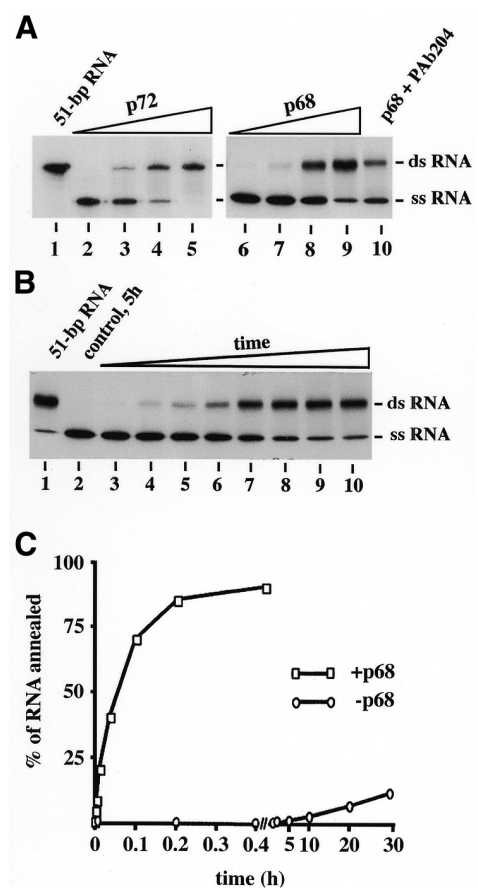 A
51-bp RNA
p72
p68
p68 + PAb204
ds RNA
ss RNA
1 2 3 4 5 6 7 8 9 10
B
51-bp RNA
control, 5h
time
ds RNA
ss RNA
1 2 3 4 5 6 7 8 9 10
C
100
75
50
25
% of RNA annealed
+p68
-p68
0 0.1 0.2 0.3 0.4 // 5 10 20 30
time (h)